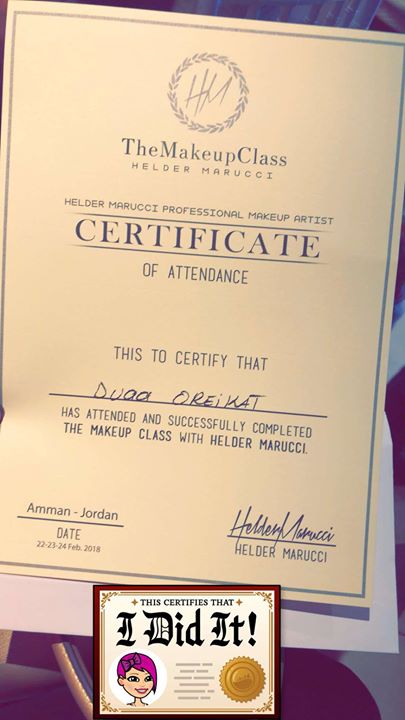 HM
TheMakeupClass
HELDER MARUCCI
HELDER MARUCCI PROFESSIONAL MAKEUP ARTIST
CERTIFICATE
OF ATTENDANCE
THIS TO CERTIFY THAT
Duaa OREIKAT
HAS ATTENDED AND SUCCESSFULLY COMPLETED
THE MAKEUP CLASS WITH HELDER MARUCCI.
Amman - Jordan
DATE
22-23-24 Feb. 2018
Helder Marucci
HELDER MARUCCI
THIS CERTIFIES THAT
I Did It!